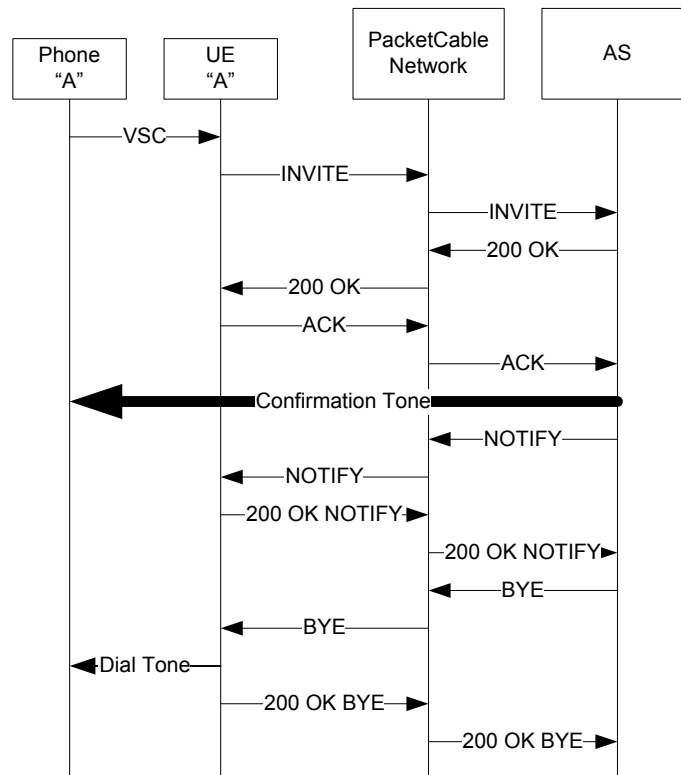 Phone
“A”
UE
“A”
PacketCable
Network
AS
VSC
INVITE
INVITE
200 OK
200 OK
ACK
ACK
Confirmation Tone
NOTIFY
NOTIFY
200 OK NOTIFY
200 OK NOTIFY
BYE
BYE
Dial Tone
200 OK BYE
200 OK BYE